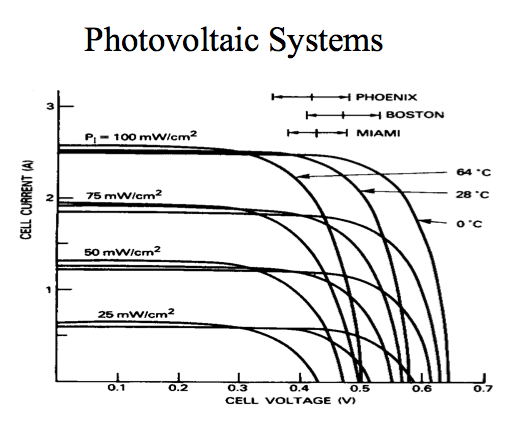 Photovoltaic Systems
PHOENIX
BOSTON
MIAMI
3
P_I = 100 mW/cm²
64 °C
28 °C
0 °C
2
75 mW/cm²
50 mW/cm²
1
25 mW/cm²
CELL CURRENT (A)
0.1 0.2 0.3 0.4 0.5 0.6 0.7
CELL VOLTAGE (V)